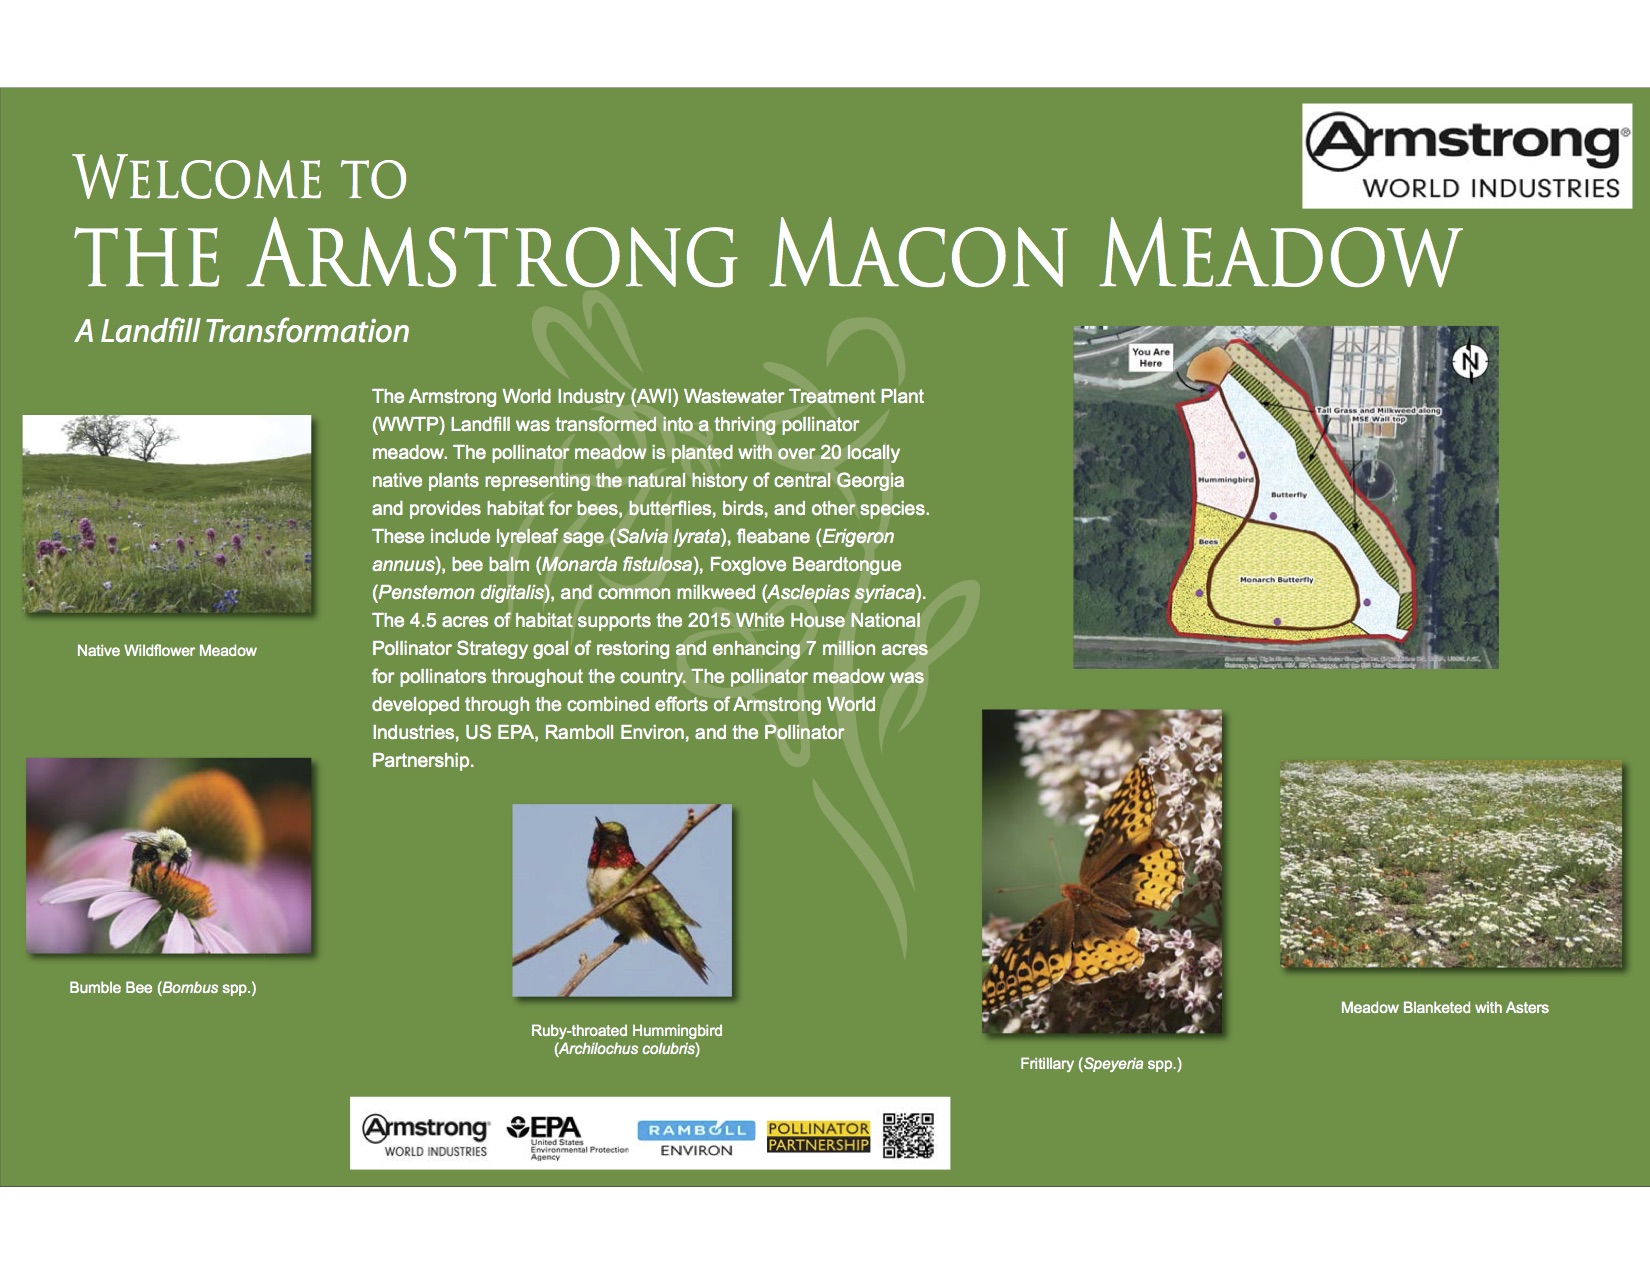 Armstrong®
WORLD INDUSTRIES
WELCOME TO
THE ARMSTRONG MACON MEADOW
A Landfill Transformation
The Armstrong World Industry (AWI) Wastewater Treatment Plant
(WWTP) Landfill was transformed into a thriving pollinator
meadow. The pollinator meadow is planted with over 20 locally
native plants representing the natural history of central Georgia
and provides habitat for bees, butterflies, birds, and other species.
These include lyreleaf sage (Salvia lyrata), fleabane (Erigeron
annuus), bee balm (Monarda fistulosa), Foxglove Beardtongue
(Penstemon digitalis), and common milkweed (Asclepias syriaca).
The 4.5 acres of habitat supports the 2015 White House National
Pollinator Strategy goal of restoring and enhancing 7 million acres
for pollinators throughout the country. The pollinator meadow was
developed through the combined efforts of Armstrong World
Industries, US EPA, Ramboll Environ, and the Pollinator
Partnership.
You Are
Here
N
Tall Grass and Milkweed along
MSE Wall top
Hummingbird
Butterfly
Bees
Monarch Butterfly
Native Wildflower Meadow
Bumble Bee (Bombus spp.)
Ruby-throated Hummingbird
(Archilochus colubris)
Fritillary (Speyeria spp.)
Meadow Blanketed with Asters
Armstrong
WORLD INDUSTRIES
EPA
United States
Environmental Protection
Agency
RAMBOLL
ENVIRON
POLLINATOR
PARTNERSHIP